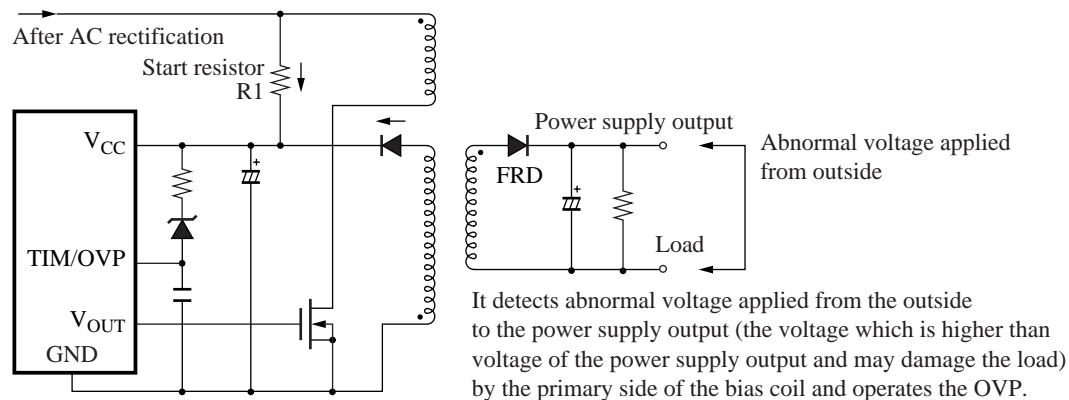 After AC rectification
Start resistor
R1
VCC
TIM/OVP
VOUT
GND
+
FRD
+
Power supply output
Load
Abnormal voltage applied
from outside
It detects abnormal voltage applied from the outside
to the power supply output (the voltage which is higher than
voltage of the power supply output and may damage the load)
by the primary side of the bias coil and operates the OVP.